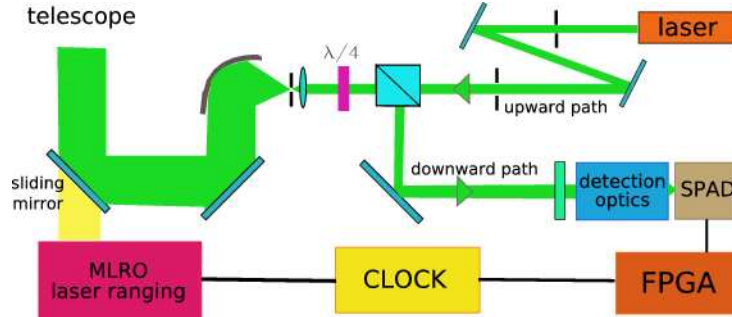 telescope
λ/4
laser
upward path
downward path
sliding
mirror
detection
optics
SPAD
MLRO
laser ranging
CLOCK
FPGA